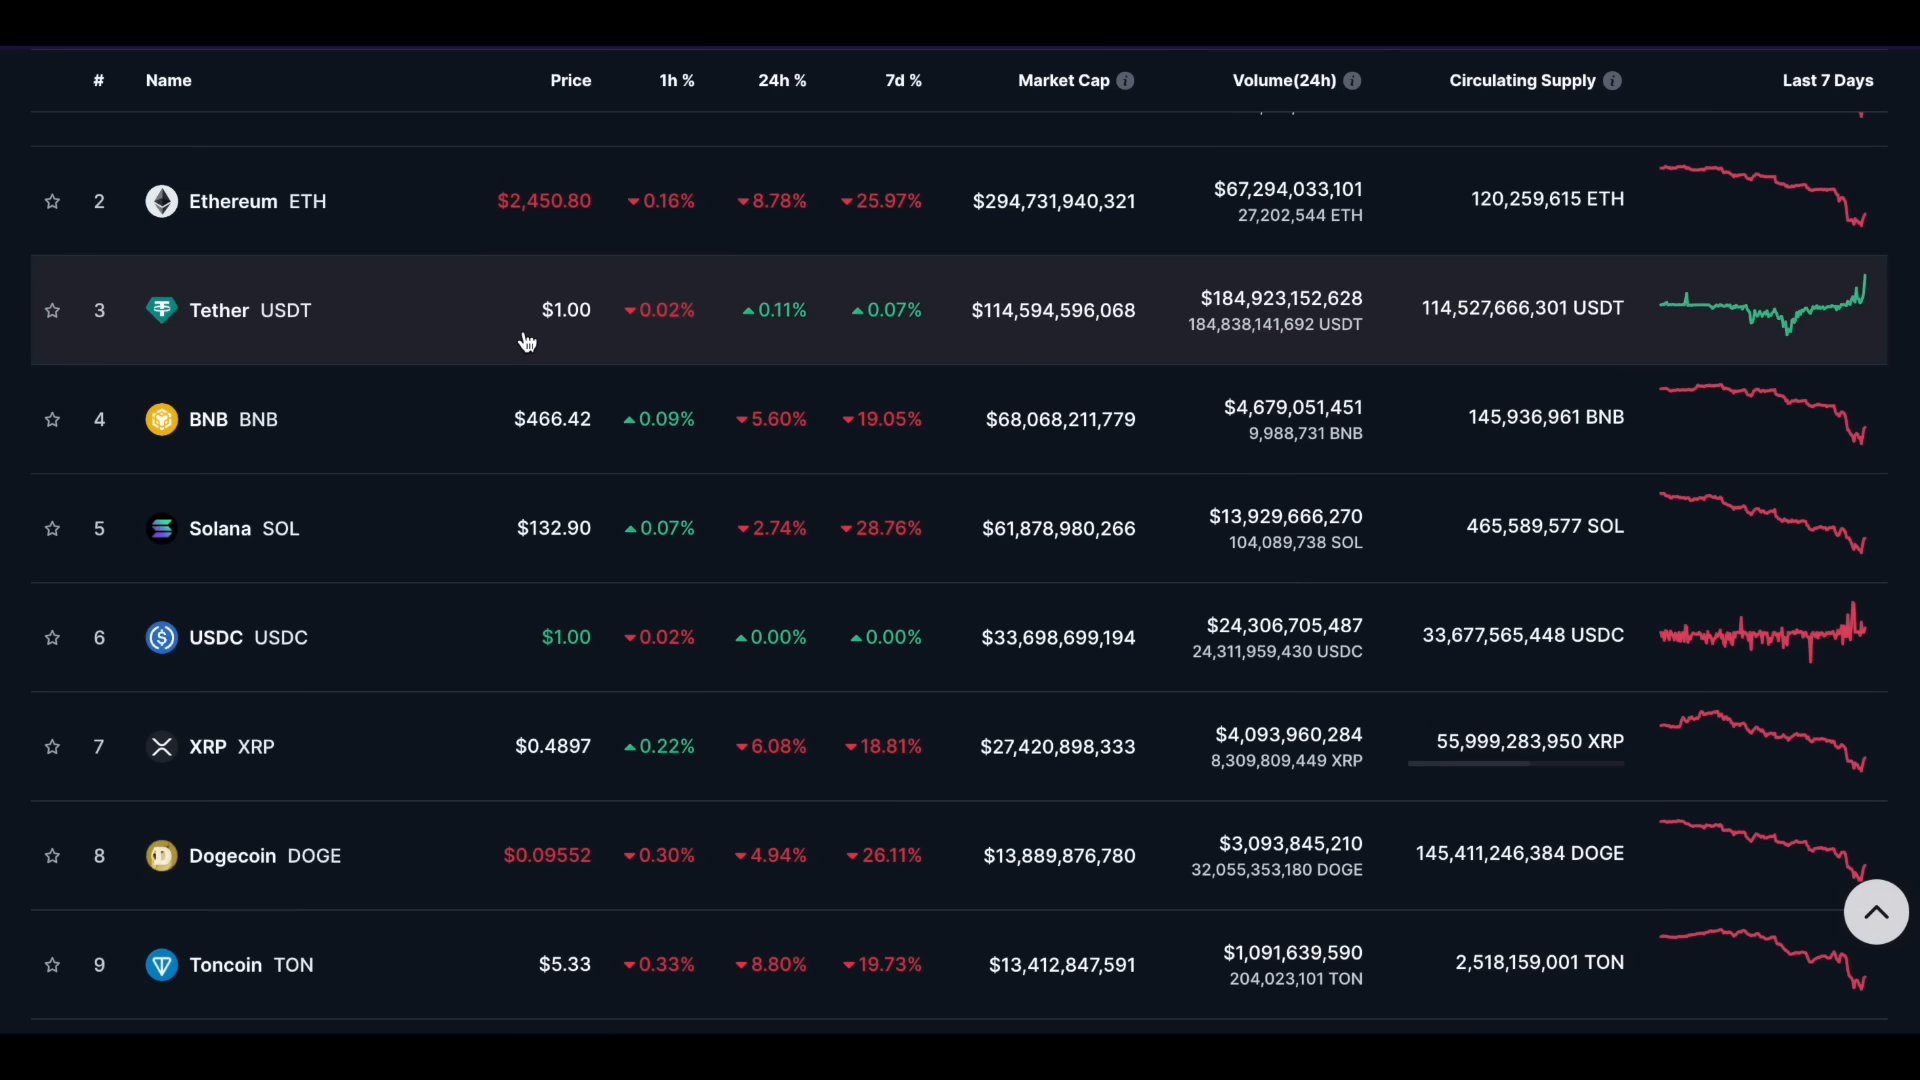 # Name Price 1h % 24h % 7d % Market Cap Volume(24h) Circulating Supply Last 7 Days
2 Ethereum ETH $2,450.80 0.16% 8.78% 25.97% $294,731,940,321 $67,294,033,101 120,259,615 ETH
27,202,544 ETH
3 Tether USDT $1.00 0.02% 0.11% 0.07% $114,594,596,068 $184,923,152,628 114,527,666,301 USDT
184,838,141,692 USDT
4 BNB BNB $466.42 0.09% 5.60% 19.05% $68,068,211,779 $4,679,051,451 145,936,961 BNB
9,988,731 BNB
5 Solana SOL $132.90 0.07% 2.74% 28.76% $61,878,980,266 $13,929,666,270 465,589,577 SOL
104,089,738 SOL
6 USDC USDC $1.00 0.02% 0.00% 0.00% $33,698,699,194 $24,306,705,487 33,677,565,448 USDC
24,311,959,430 USDC
7 XRP XRP $0.4897 0.22% 6.08% 18.81% $27,420,898,333 $4,093,960,284 55,999,283,950 XRP
8,309,809,449 XRP
8 Dogecoin DOGE $0.09552 0.30% 4.94% 26.11% $13,889,876,780 $3,093,845,210 145,411,246,384 DOGE
32,055,353,180 DOGE
9 Toncoin TON $5.33 0.33% 8.80% 19.73% $13,412,847,591 $1,091,639,590 2,518,159,001 TON
204,023,101 TON